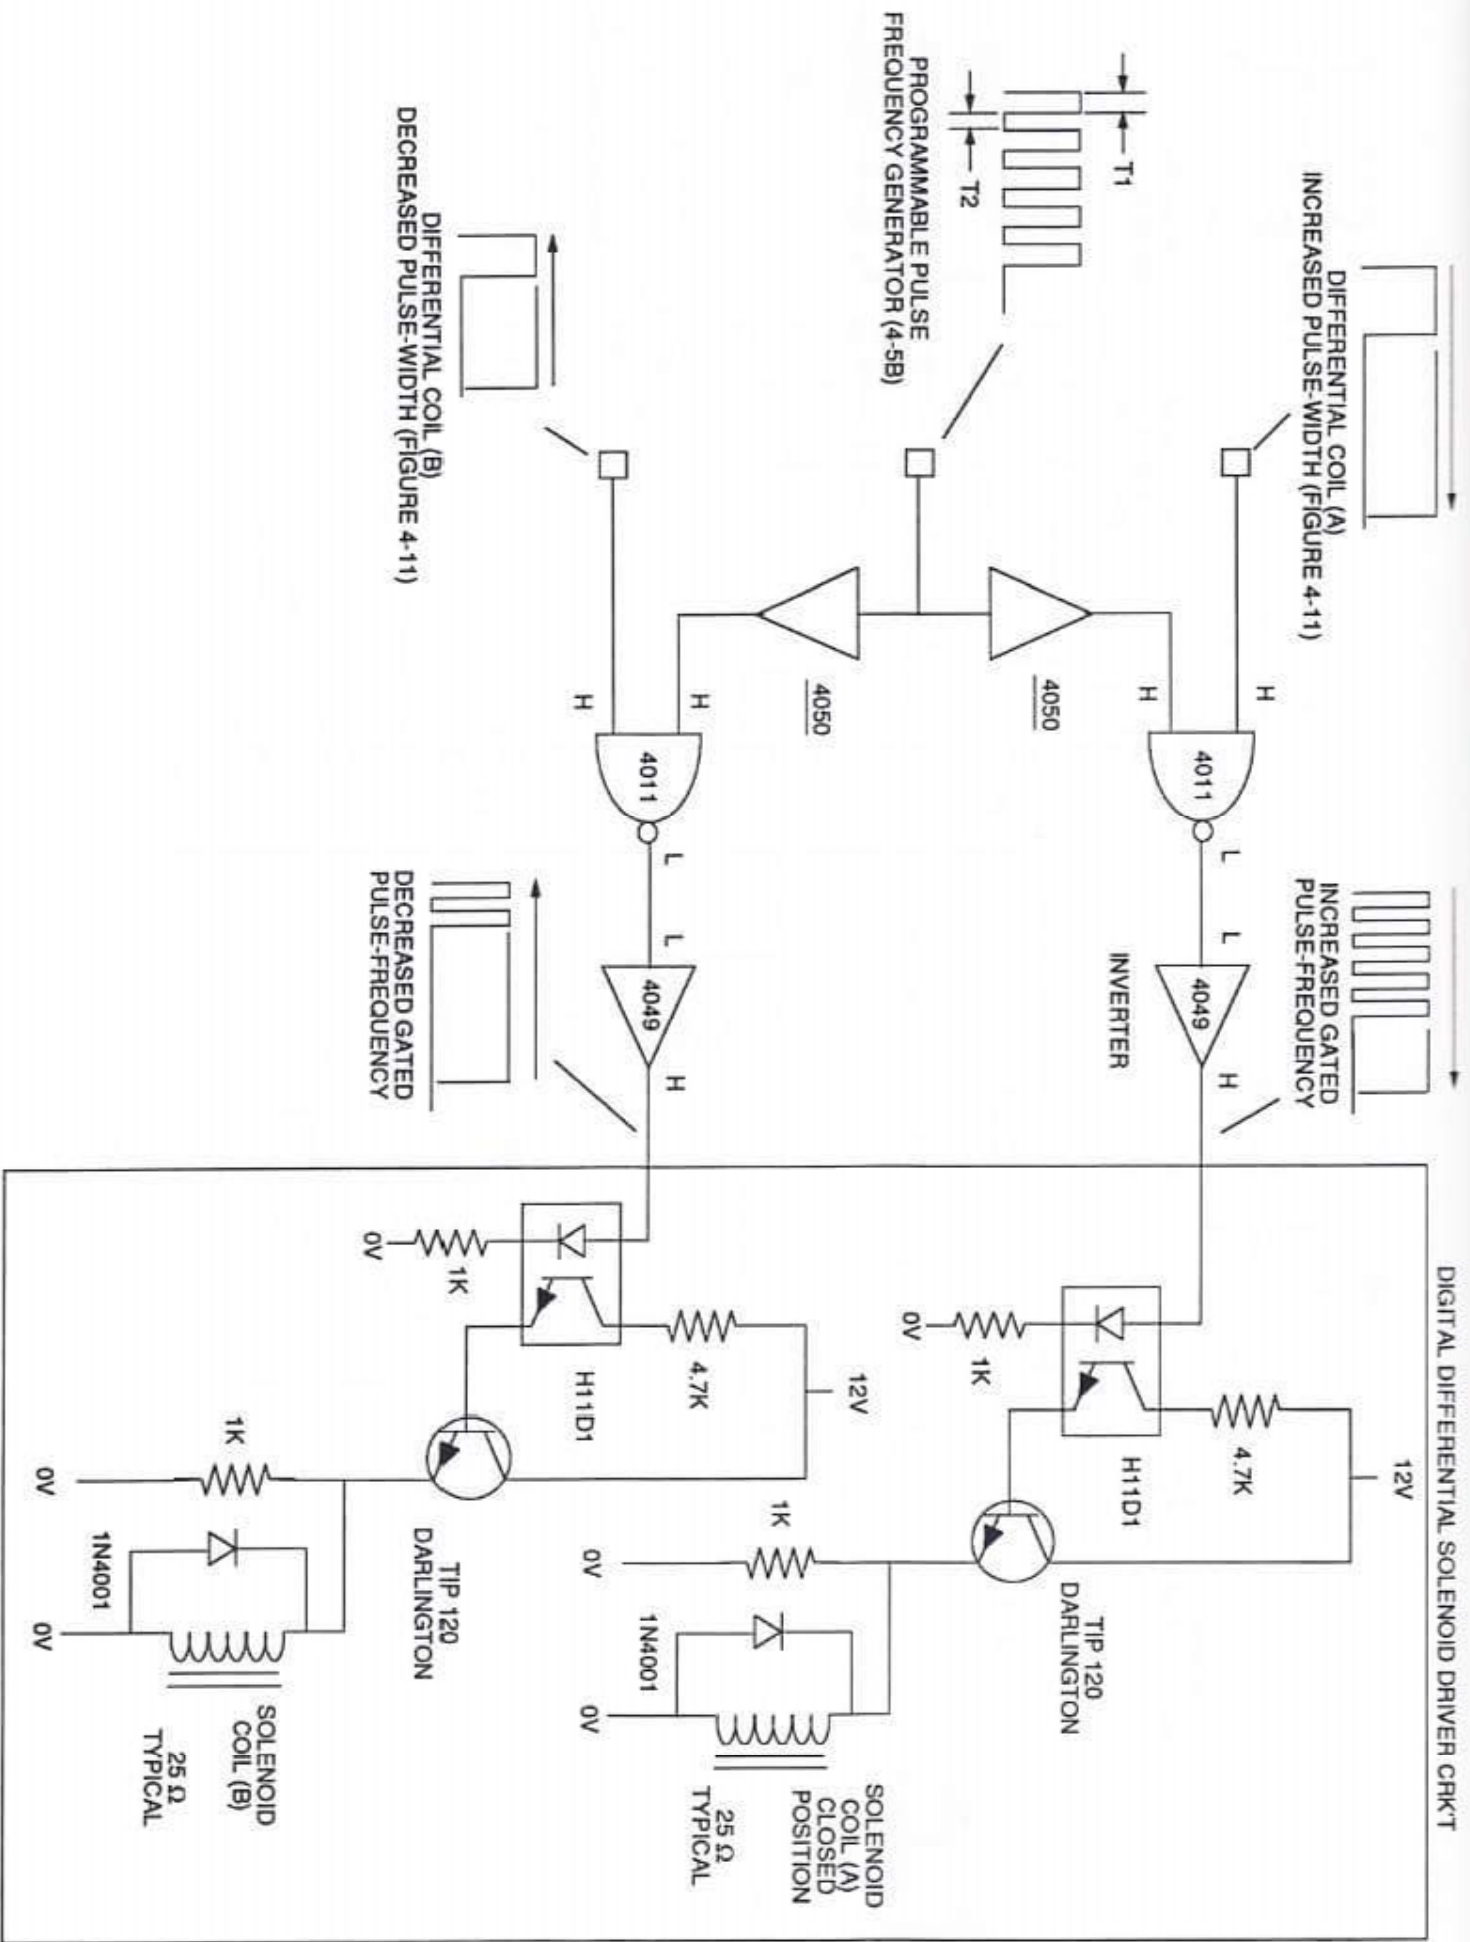 DIGITAL DIFFERENTIAL SOLENOID DRIVER CRK'T
DIFFERENTIAL COIL (A)
INCREASED PULSE-WIDTH (FIGURE 4-11)
INCREASED GATED
PULSE-FREQUENCY
T1
T2
PROGRAMMABLE PULSE
FREQUENCY GENERATOR (4-5B)
H
H
4011
L
L
4049
H
INVERTER
4050
4050
H
H
4011
L
L
4049
H
DIFFERENTIAL COIL (B)
DECREASED PULSE-WIDTH (FIGURE 4-11)
DECREASED GATED
PULSE-FREQUENCY
12V
4.7K
H11D1
1K
0V
TIP 120
DARLINGTON
1K
0V
1N4001
0V
SOLENOID
COIL (A)
CLOSED
POSITION
25 Ω
TYPICAL
12V
4.7K
H11D1
1K
0V
TIP 120
DARLINGTON
1K
0V
1N4001
0V
SOLENOID
COIL (B)
25 Ω
TYPICAL